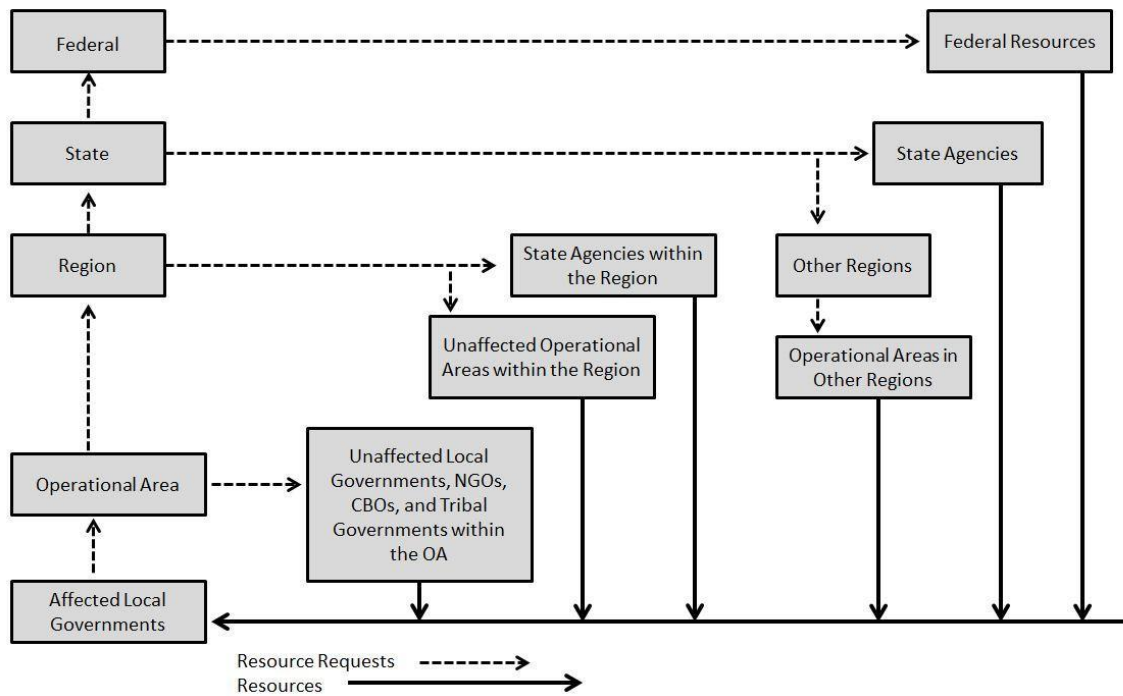 Federal
Federal Resources
State
State Agencies
Region
State Agencies within
the Region
Other Regions
Unaffected Operational
Areas within the Region
Operational Areas in
Other Regions
Operational Area
Unaffected Local
Governments, NGOs,
CBOs, and Tribal
Governments within
the OA
Affected Local
Governments
Resource Requests
Resources